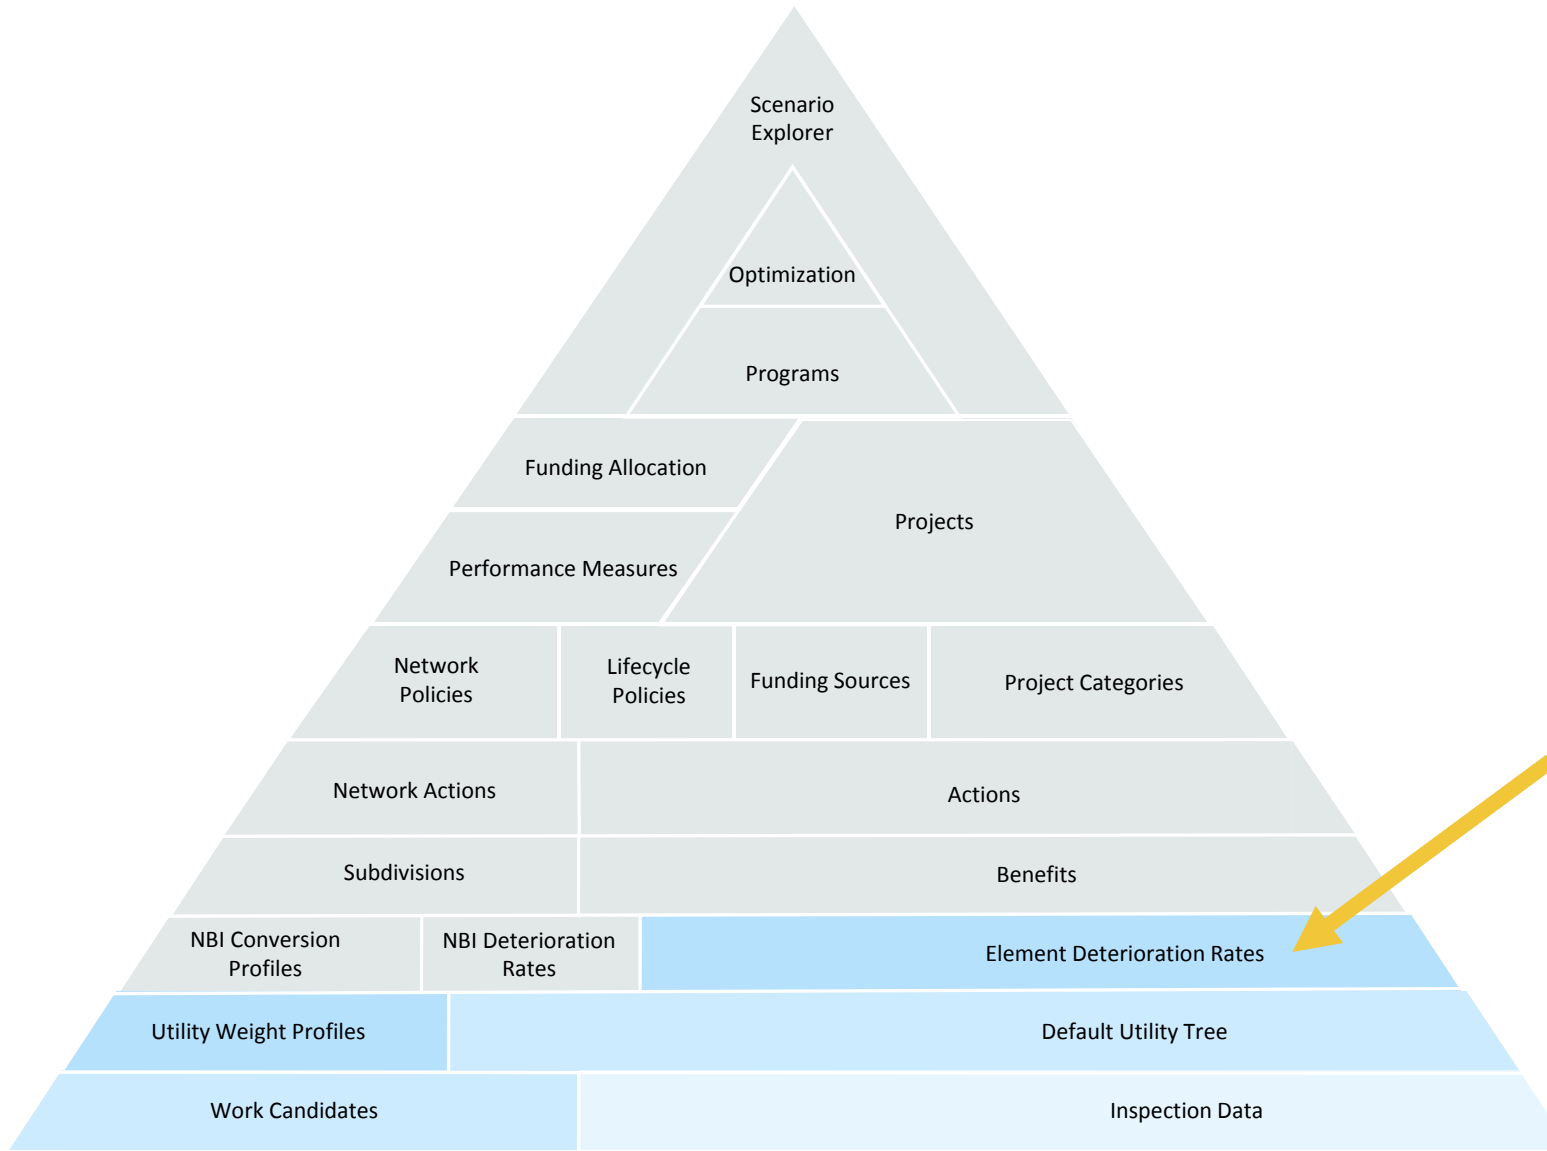 Scenario
Explorer
Optimization
Programs
Funding Allocation
Projects
Performance Measures
Network
Policies
Lifecycle
Policies
Funding Sources
Project Categories
Network Actions
Actions
Subdivisions
Benefits
NBI Conversion
Profiles
NBI Deterioration
Rates
Element Deterioration Rates
Utility Weight Profiles
Default Utility Tree
Work Candidates
Inspection Data